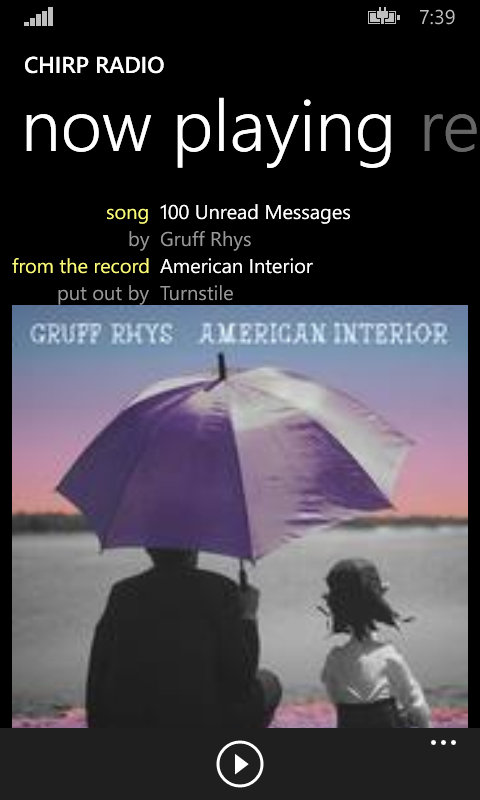 7:39
CHIRP RADIO
now playing re
song 100 Unread Messages
by Gruff Rhys
from the record American Interior
put out by Turnstile
GRUFF RHYS AMERICAN INTERIOR